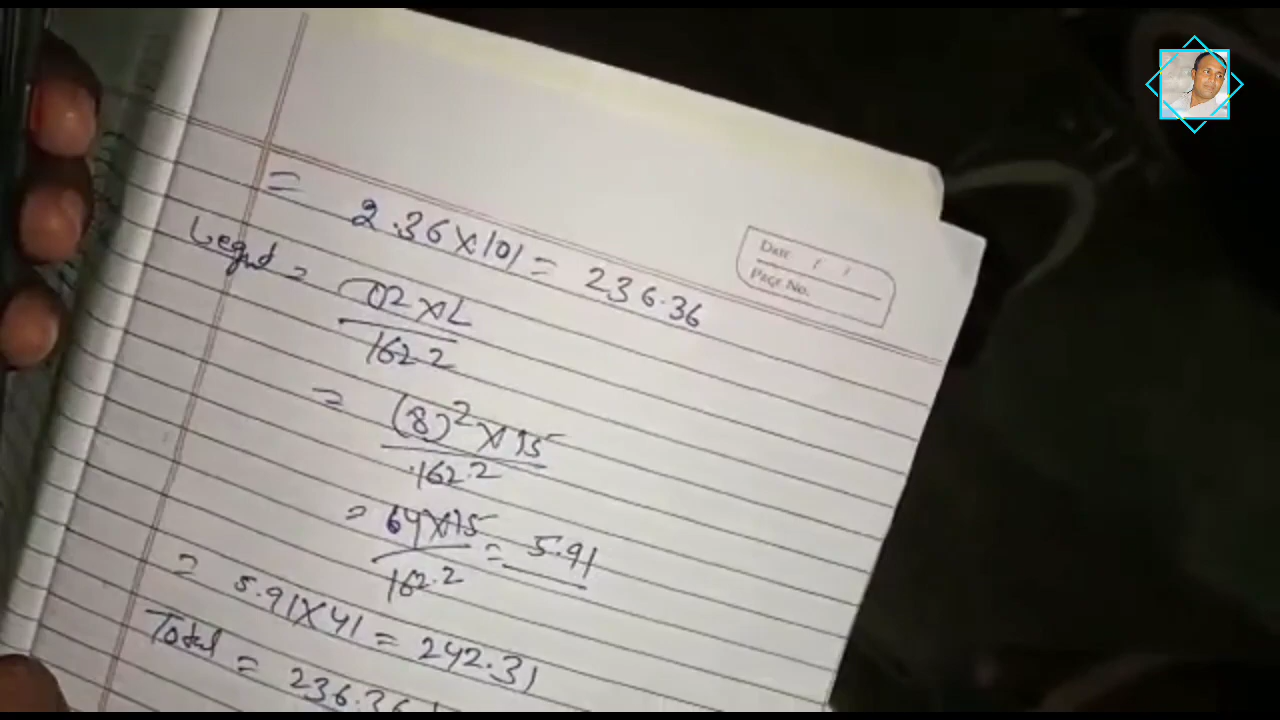 = 2.36 × 101 = 236.36
Date / /
Page No.
D2 × L
162.2
= (8)² × 15
162.2
= 64 × 15 = 5.91
162.2
= 5.91 × 41 = 242.31
Total = 236.36